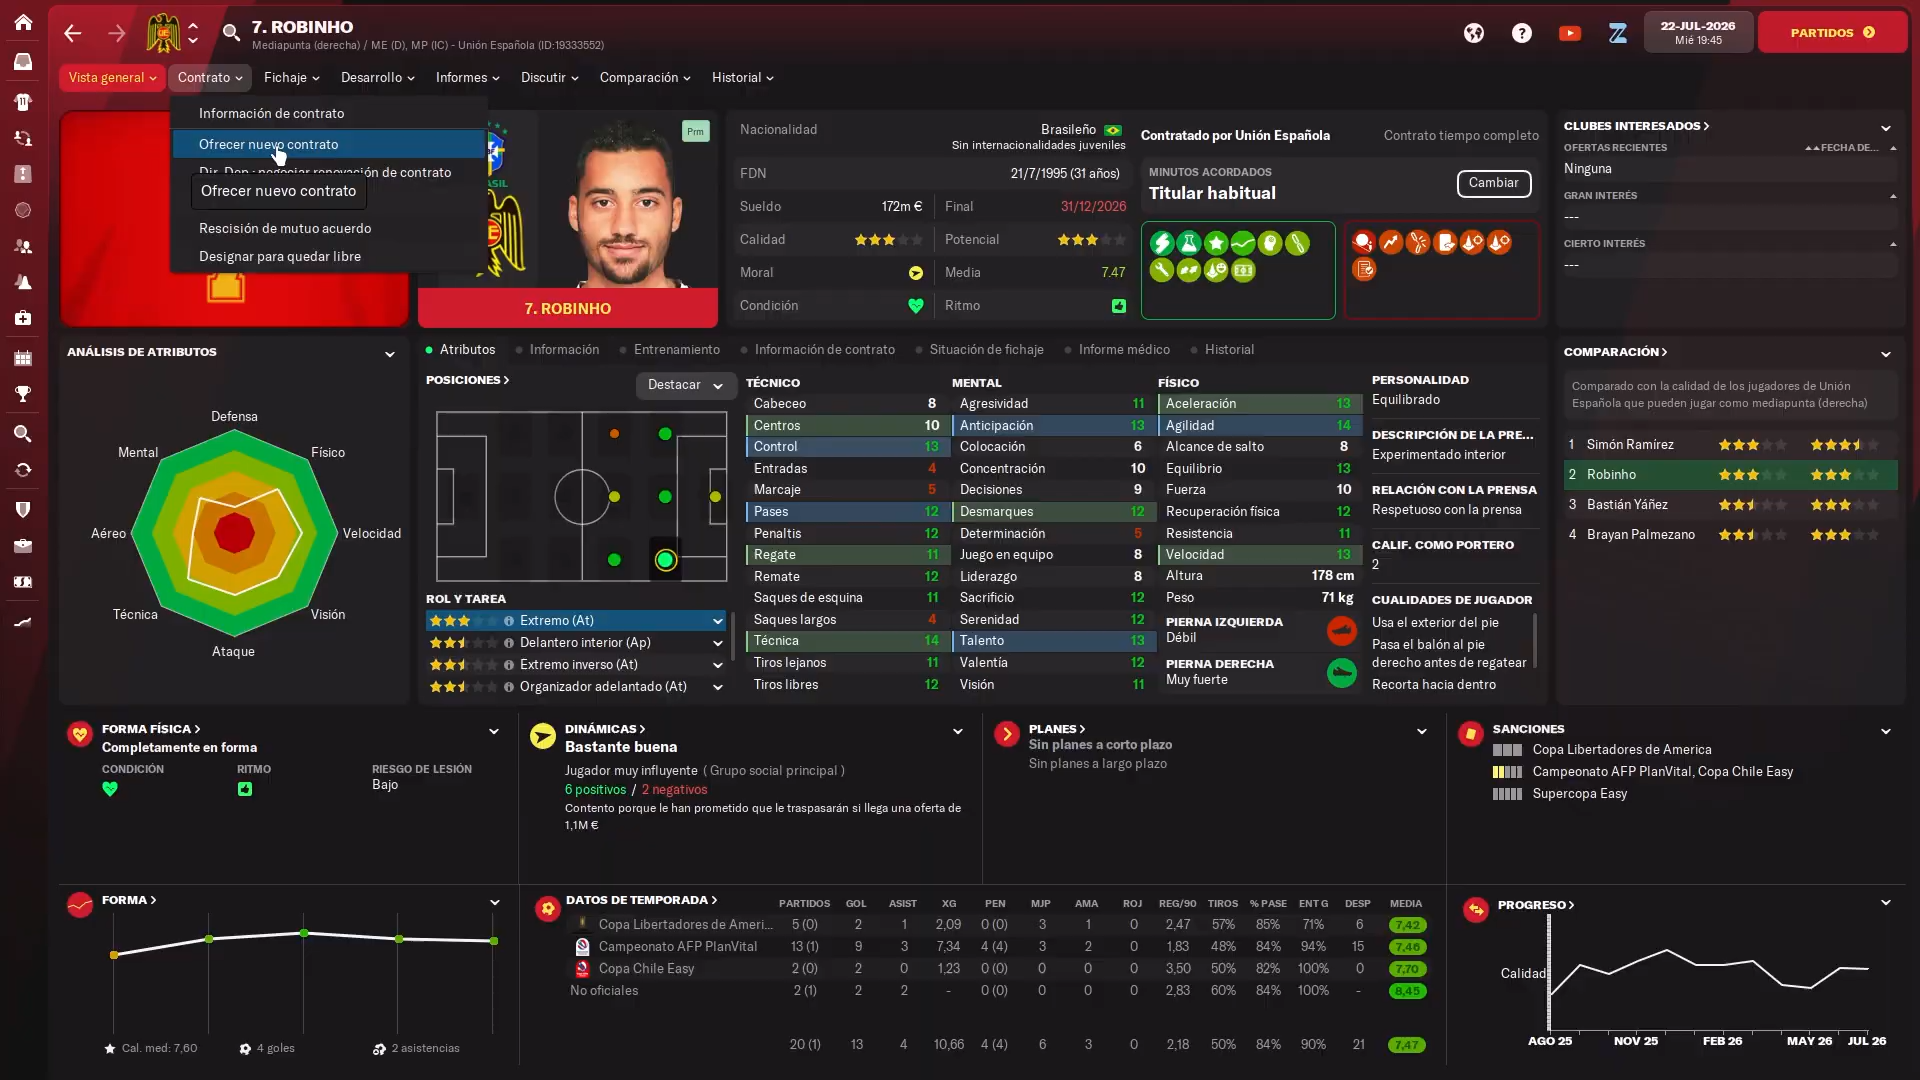 7. ROBINHO
Mediapunta (derecha) / ME (D), MP (IC) - Unión Española (ID:19333552)
22-JUL-2026
Mié 19:45
PARTIDOS
Vista general
Contrato
Fichaje
Desarrollo
Informes
Discutir
Comparación
Historial
Información de contrato
Ofrecer nuevo contrato
Dir. Dep.: negociar renovación de contrato
Ofrecer nuevo contrato
Rescisión de mutuo acuerdo
Designar para quedar libre
Prm
7. ROBINHO
Nacionalidad Brasileño
Sin internacionalidades juveniles
FDN 21/7/1995 (31 años)
Sueldo 172m € Final 31/12/2026
Calidad Potencial
Moral Media 7.47
Condición Ritmo
Contratado por Unión Española Contrato tiempo completo
MINUTOS ACORDADOS
Titular habitual
Cambiar
CLUBES INTERESADOS
OFERTAS RECIENTES FECHA DE...
Ninguna
GRAN INTERÉS
---
CIERTO INTERÉS
---
ANÁLISIS DE ATRIBUTOS
Defensa
Mental Físico
Aéreo Velocidad
Técnica Visión
Ataque
Atributos Información Entrenamiento Información de contrato Situación de fichaje Informe médico Historial
POSICIONES
Destacar
ROL Y TAREA
Extremo (At)
Delantero interior (Ap)
Extremo inverso (At)
Organizador adelantado (At)
TÉCNICO
Cabeceo 8
Centros 10
Control 13
Entradas 4
Marcaje 5
Pases 12
Penaltis 12
Regate 11
Remate 12
Saques de esquina 11
Saques largos 4
Técnica 14
Tiros lejanos 11
Tiros libres 12
MENTAL
Agresividad 11
Anticipación 13
Colocación 6
Concentración 10
Decisiones 9
Desmarques 12
Determinación 5
Juego en equipo 8
Liderazgo 8
Sacrificio 12
Serenidad 12
Talento 13
Valentía 12
Visión 11
FÍSICO
Aceleración 13
Agilidad 14
Alcance de salto 8
Equilibrio 13
Fuerza 10
Recuperación física 12
Resistencia 11
Velocidad 13
Altura 178 cm
Peso 71 kg
PIERNA IZQUIERDA
Débil
PIERNA DERECHA
Muy fuerte
PERSONALIDAD
Equilibrado
DESCRIPCIÓN DE LA PRE...
Experimentado interior
RELACIÓN CON LA PRENSA
Respetuoso con la prensa
CALIF. COMO PORTERO
2
CUALIDADES DE JUGADOR
Usa el exterior del pie
Pasa el balón al pie
derecho antes de regatear
Recorta hacia dentro
COMPARACIÓN
Comparado con la calidad de los jugadores de Unión
Española que pueden jugar como mediapunta (derecha)
1 Simón Ramírez
2 Robinho
3 Bastián Yáñez
4 Brayan Palmezano
FORMA FÍSICA
Completamente en forma
CONDICIÓN RITMO RIESGO DE LESIÓN
Bajo
DINÁMICAS
Bastante buena
Jugador muy influyente ( Grupo social principal )
6 positivos / 2 negativos
Contento porque le han prometido que le traspasarán si llega una oferta de
1,1M €
PLANES
Sin planes a corto plazo
Sin planes a largo plazo
SANCIONES
Copa Libertadores de America
Campeonato AFP PlanVital, Copa Chile Easy
Supercopa Easy
FORMA
Cal. med: 7,60 4 goles 2 asistencias
DATOS DE TEMPORADA PARTIDOS GOL ASIST XG PEN MJP AMA ROJ REG/90 TIROS % PASE ENT G DESP MEDIA
Copa Libertadores de Ameri... 5 (0) 2 1 2,09 0 (0) 3 1 0 2,47 57% 85% 71% 6 7,42
Campeonato AFP PlanVital 13 (1) 9 3 7,34 4 (4) 3 2 0 1,83 48% 84% 94% 15 7,46
Copa Chile Easy 2 (0) 2 0 1,23 0 (0) 0 0 0 3,50 50% 82% 100% 0 7,70
No oficiales 2 (1) 2 2 - 0 (0) 0 0 0 2,83 60% 84% 100% - 8,45
20 (1) 13 4 10,66 4 (4) 6 3 0 2,18 50% 84% 90% 21 7,47
PROGRESO
Calidad
AGO 25 NOV 25 FEB 26 MAY 26 JUL 26